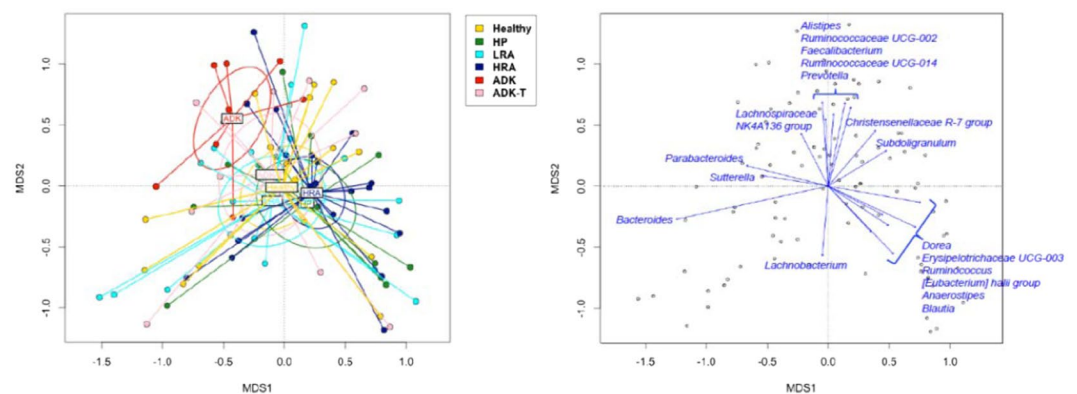 Healthy
HP
LRA
HRA
ADK
ADK-T
ADK
HRA
MDS2
1.0
0.5
0.0
-0.5
-1.0
-1.5
-1.0
-0.5
0.0
0.5
1.0
MDS1
Alistipes
Ruminococcaceae UCG-002
Faecalibacterium
Ruminococcaceae UCG-014
Prevotella
Lachnospiraceae
NK4A136 group
Christensenellaceae R-7 group
Subdoligranulum
Parabacteroides
Sutterella
Bacteroides
Lachnobacterium
Dorea
Erysipelotrichaceae UCG-003
Ruminococcus
[Eubacterium] hallii group
Anaerostipes
Blautia
MDS2
1.0
0.5
0.0
-0.5
-1.0
-1.5
-1.0
-0.5
0.0
0.5
1.0
MDS1